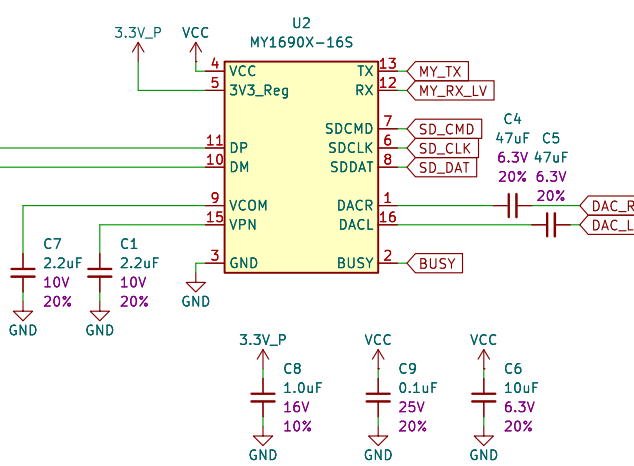 U2
MY1690X-16S
3.3V_P
VCC
4 VCC
5 3V3_Reg
11 DP
10 DM
9 VCOM
15 VPN
3 GND
TX 13 MY_TX
RX 12 MY_RX_LV
SDCMD 7 SD_CMD
SDCLK 6 SD_CLK
SDDAT 8 SD_DAT
DACR 1
DACL 16
BUSY 2 BUSY
C4
47uF
6.3V
20%
C5
47uF
6.3V
20%
DAC_R
DAC_L
C7
2.2uF
10V
20%
GND
C1
2.2uF
10V
20%
GND
GND
3.3V_P
C8
1.0uF
16V
10%
GND
VCC
C9
0.1uF
25V
20%
GND
VCC
C6
10uF
6.3V
20%
GND